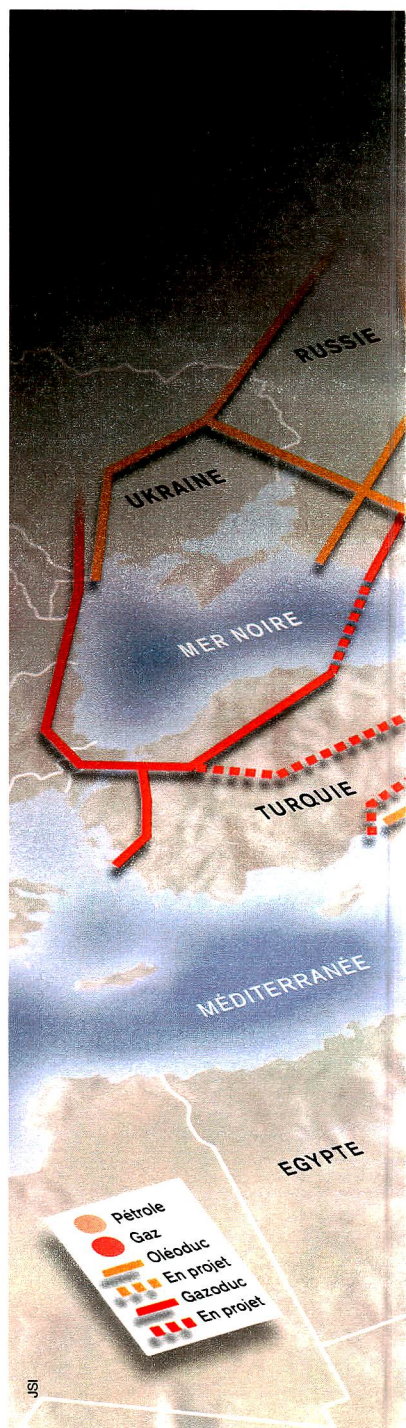 RUSSIE
UKRAINE
MER NOIRE
TURQUIE
MÉDITERRANÉE
EGYPTE
Pétrole
Gaz
Oléoduc
En projet
Gazoduc
En projet
JSI